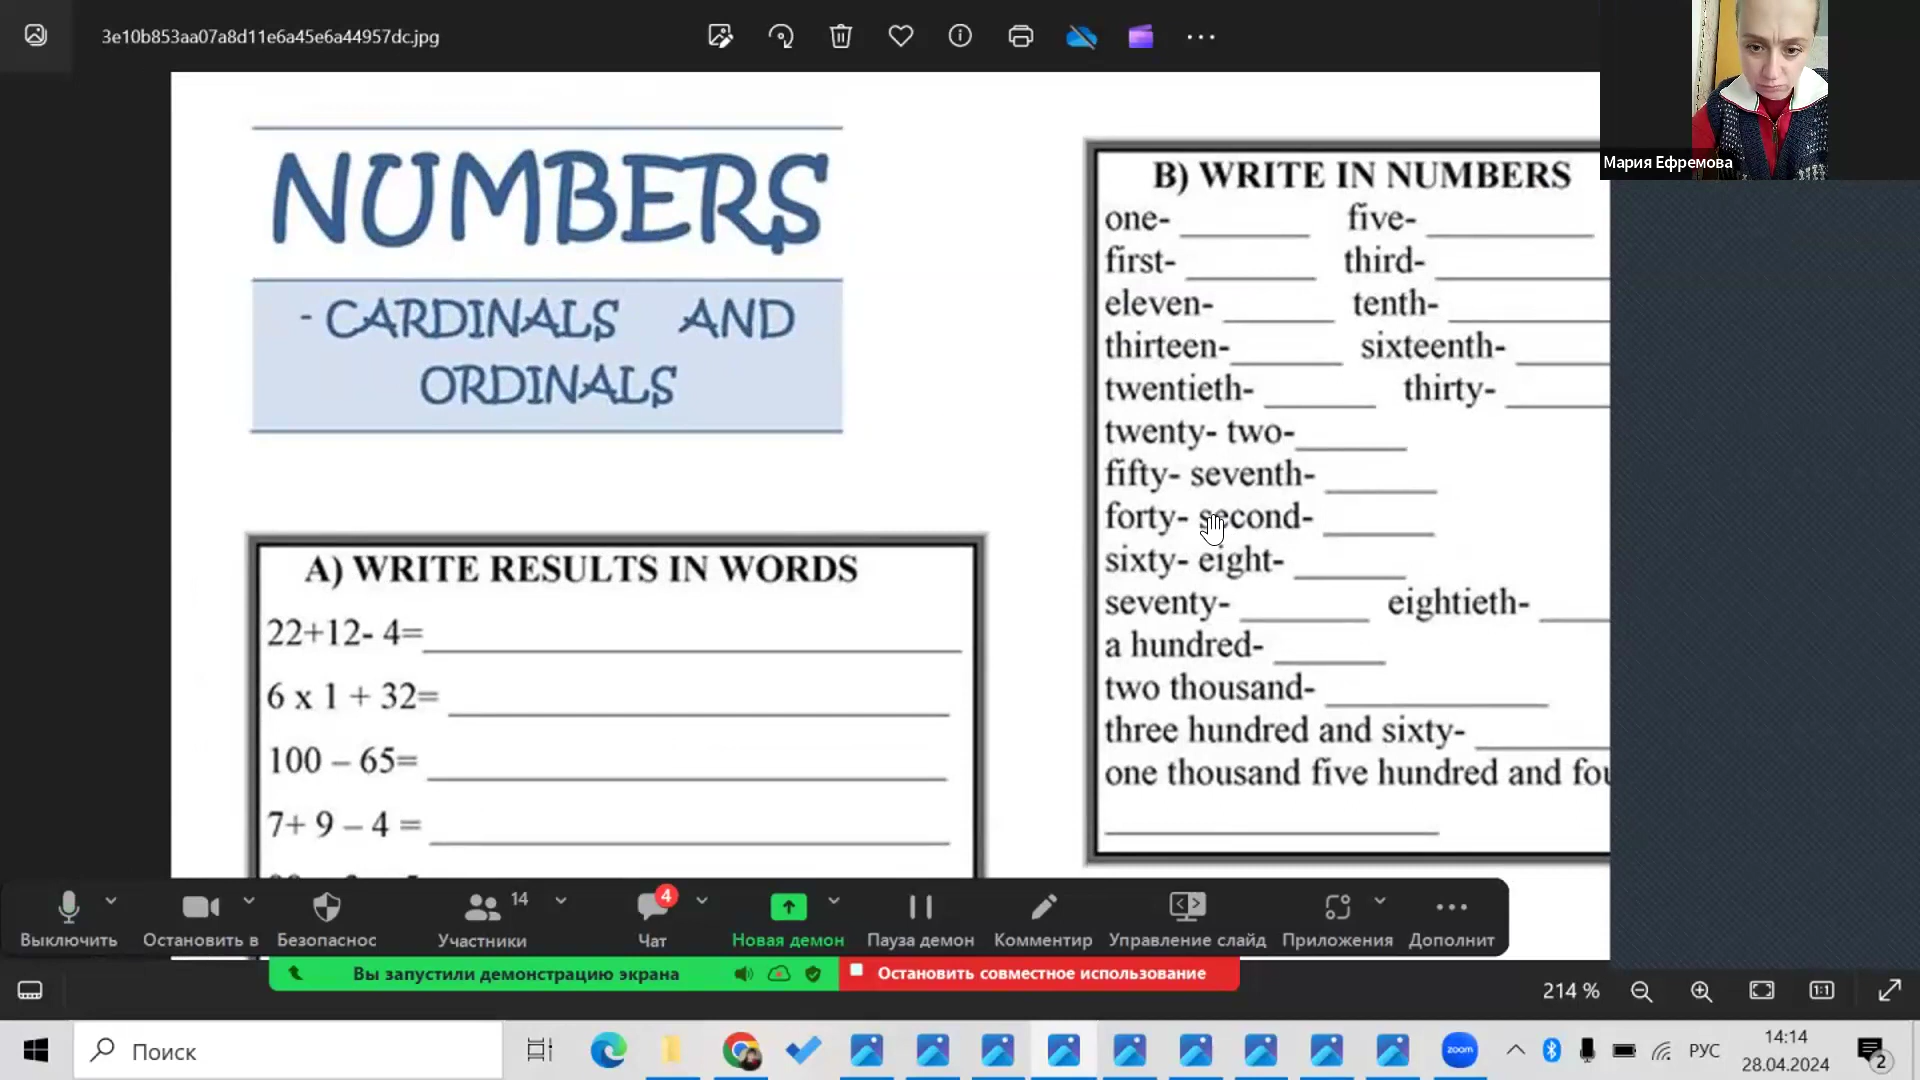 3e10b853aa07a8d11e6a45e6a44957dc.jpg
Мария Ефремова
NUMBERS
- CARDINALS AND
ORDINALS
A) WRITE RESULTS IN WORDS
22+12- 4=
6 x 1 + 32=
100 – 65=
7+ 9 – 4 =
B) WRITE IN NUMBERS
one- five-
first- third-
eleven- tenth-
thirteen- sixteenth-
twentieth- thirty-
twenty- two-
fifty- seventh-
forty- second-
sixty- eight-
seventy- eightieth-
a hundred-
two thousand-
three hundred and sixty-
one thousand five hundred and fou
14
4
Выключить
Остановить в
Безопаснос
Участники
Чат
Новая демон
Пауза демон
Комментир
Управление слайд
Приложения
Дополнит
Вы запустили демонстрацию экрана
Остановить совместное использование
214 %
1:1
Поиск
zoom
РУС
14:14
28.04.2024
2